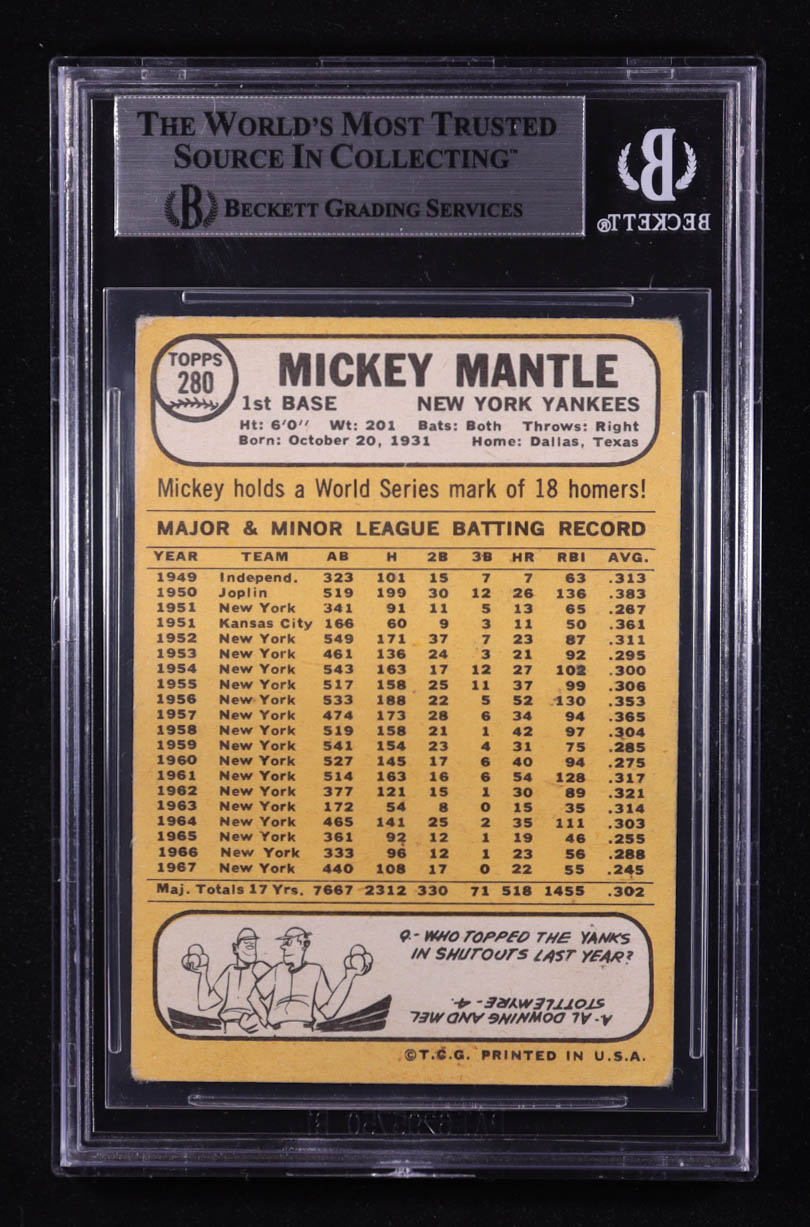 THE WORLD'S MOST TRUSTED
SOURCE IN COLLECTING™
B BECKETT GRADING SERVICES
B
BECKETT®
TOPPS
280
MICKEY MANTLE
1st BASE NEW YORK YANKEES
Ht: 6'0" Wt: 201 Bats: Both Throws: Right
Born: October 20, 1931 Home: Dallas, Texas
Mickey holds a World Series mark of 18 homers!
MAJOR & MINOR LEAGUE BATTING RECORD
YEAR TEAM AB H 2B 3B HR RBI AVG.
1949 Independ. 323 101 15 7 7 63 .313
1950 Joplin 519 199 30 12 26 136 .383
1951 New York 341 91 11 5 13 65 .267
1951 Kansas City 166 60 9 3 11 50 .361
1952 New York 549 171 37 7 23 87 .311
1953 New York 461 136 24 3 21 92 .295
1954 New York 543 163 17 12 27 102 .300
1955 New York 517 158 25 11 37 99 .306
1956 New York 533 188 22 5 52 130 .353
1957 New York 474 173 28 6 34 94 .365
1958 New York 519 158 21 1 42 97 .304
1959 New York 541 154 23 4 31 75 .285
1960 New York 527 145 17 6 40 94 .275
1961 New York 514 163 16 6 54 128 .317
1962 New York 377 121 15 1 30 89 .321
1963 New York 172 54 8 0 15 35 .314
1964 New York 465 141 25 2 35 111 .303
1965 New York 361 92 12 1 19 46 .255
1966 New York 333 96 12 1 23 56 .288
1967 New York 440 108 17 0 22 55 .245
Maj. Totals 17 Yrs. 7667 2312 330 71 518 1455 .302
Q.- WHO TOPPED THE YANKS
IN SHUTOUTS LAST YEAR?
A- AL DOWNING AND MEL
STOTTLEMYRE - 4.
©T.C.G. PRINTED IN U.S.A.